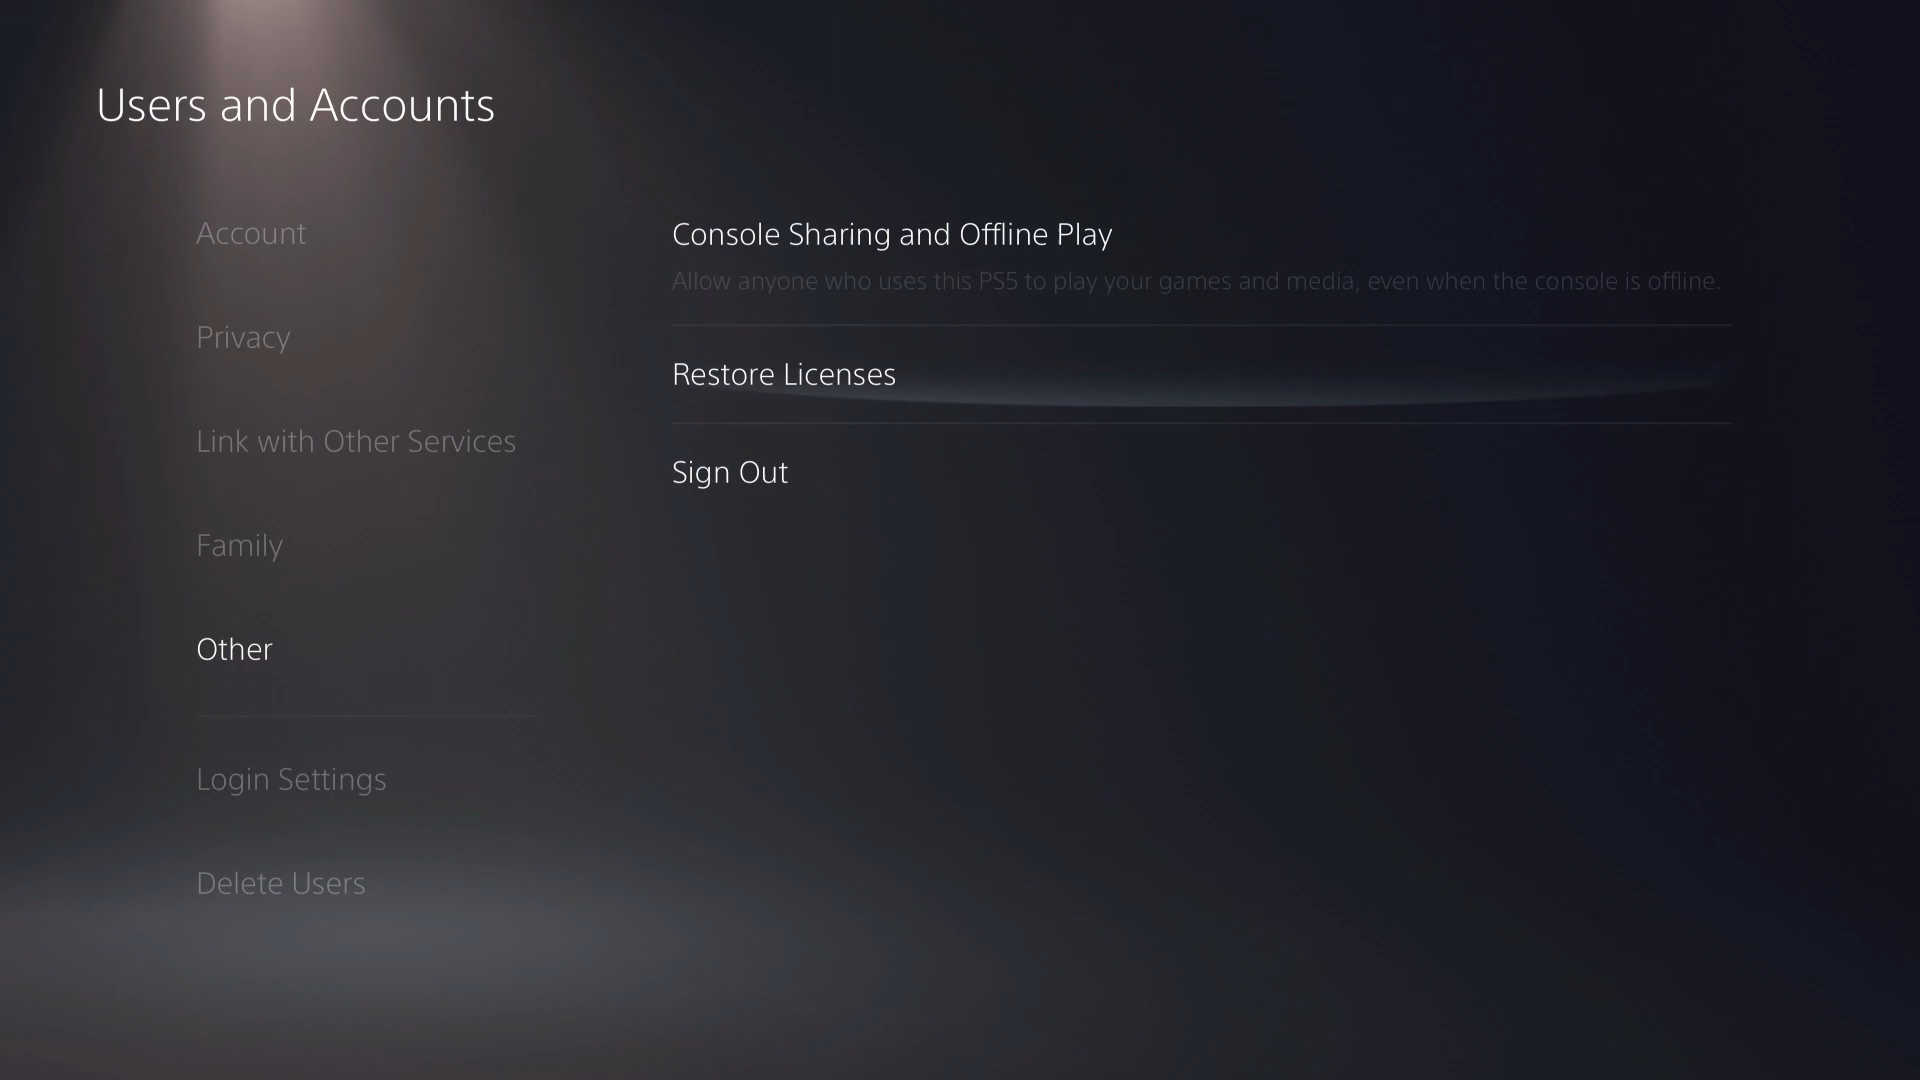 Users and Accounts
Account
Privacy
Link with Other Services
Family
Other
Login Settings
Delete Users
Console Sharing and Offline Play
Allow anyone who uses this PS5 to play your games and media, even when the console is offline.
Restore Licenses
Sign Out